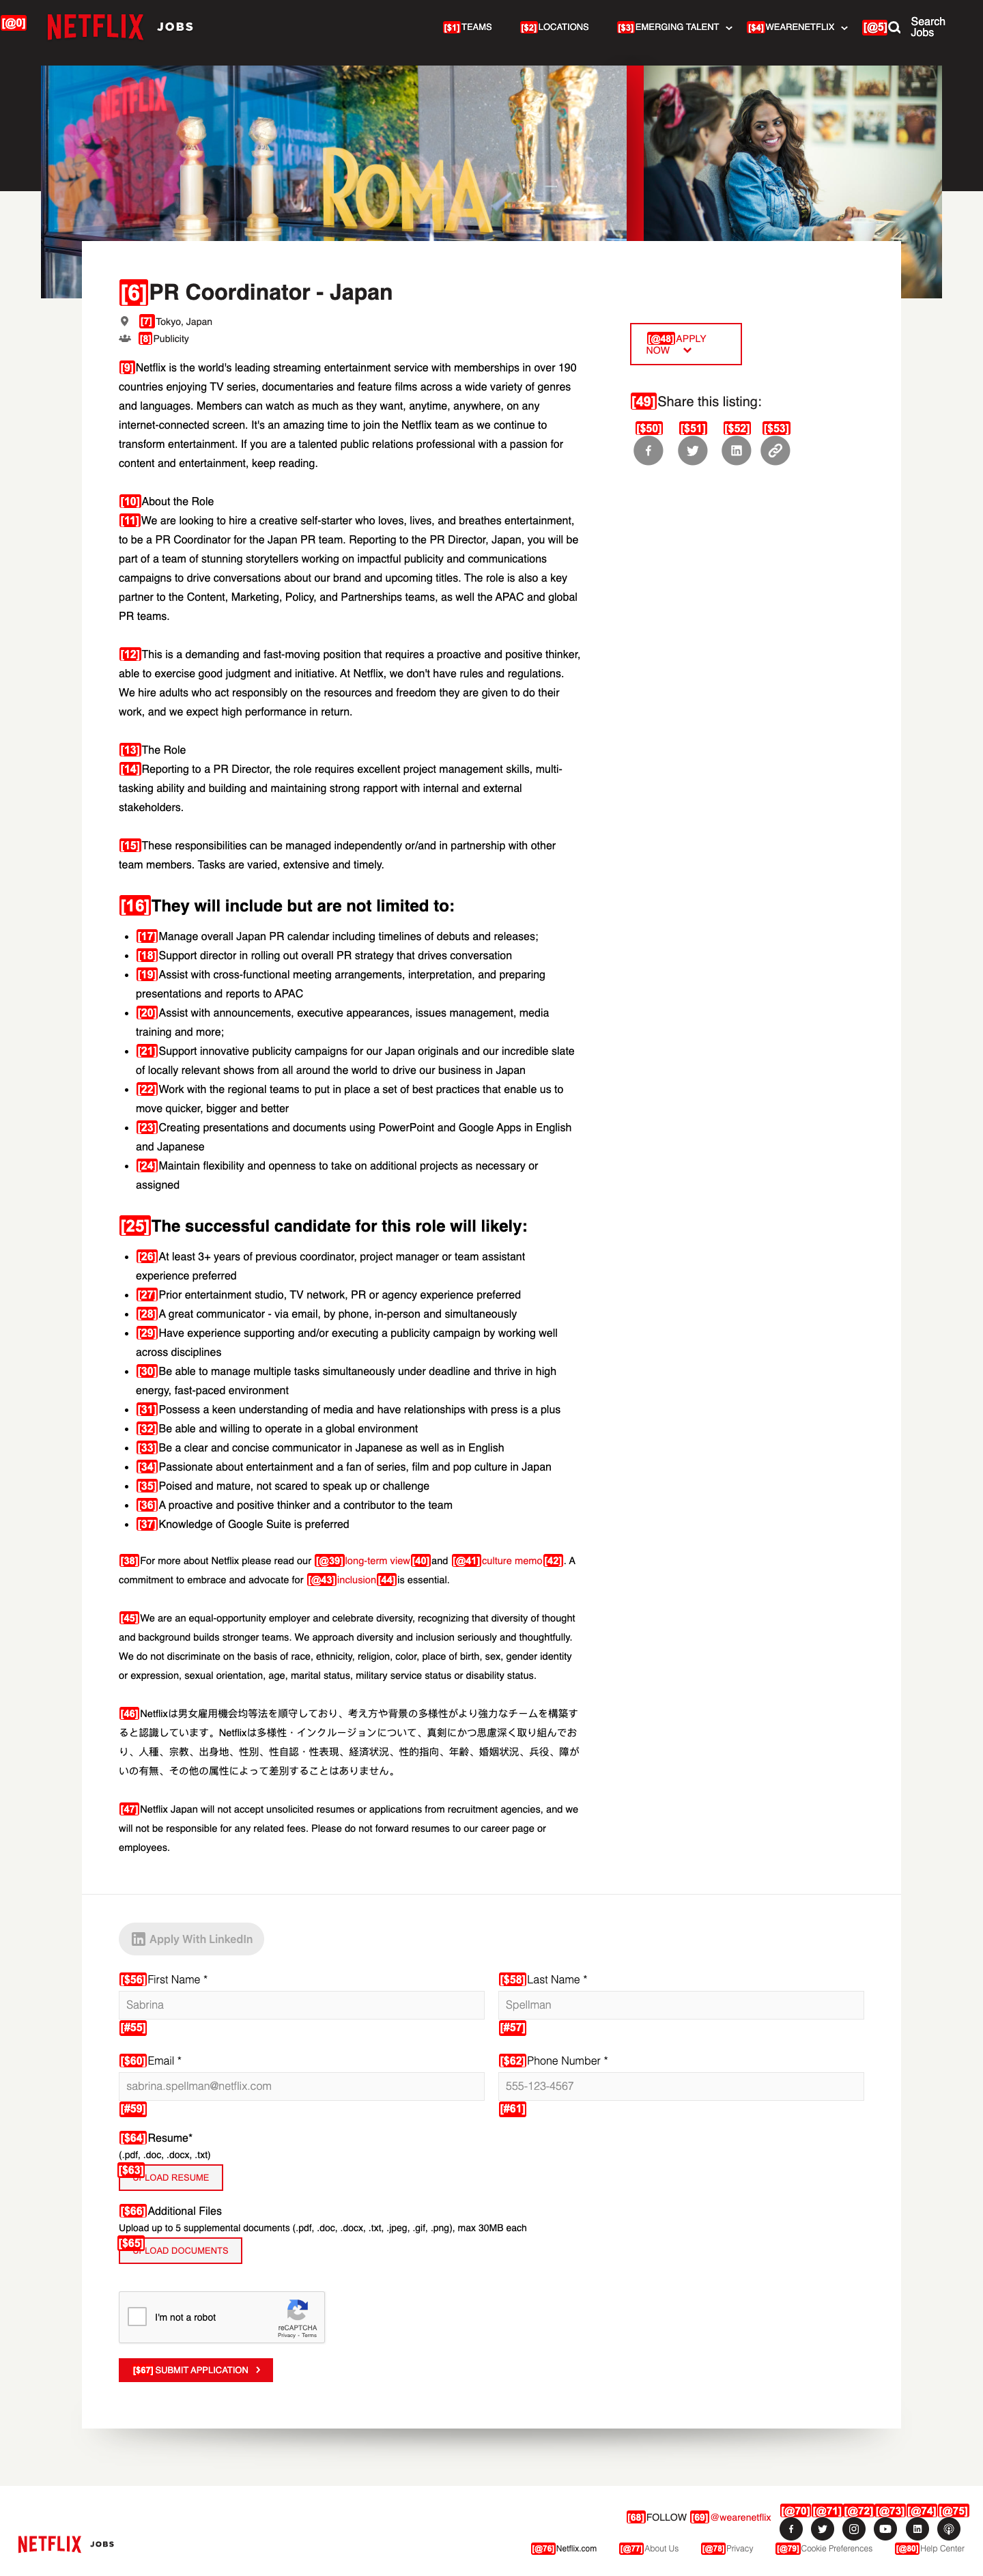 [@0] NETFLIX JOBS [$1] TEAMS [$2] LOCATIONS [$3] EMERGING TALENT [$4] WEARENETFLIX [@5] Search Jobs
NETFLIX
ROMA
[6] PR Coordinator - Japan
[7] Tokyo, Japan
[8] Publicity
[@48] APPLY
NOW
[9] Netflix is the world's leading streaming entertainment service with memberships in over 190
countries enjoying TV series, documentaries and feature films across a wide variety of genres
and languages. Members can watch as much as they want, anytime, anywhere, on any
internet-connected screen. It's an amazing time to join the Netflix team as we continue to
transform entertainment. If you are a talented public relations professional with a passion for
content and entertainment, keep reading.
[49] Share this listing:
[$50] [$51] [$52] [$53]
[10] About the Role
[11] We are looking to hire a creative self-starter who loves, lives, and breathes entertainment,
to be a PR Coordinator for the Japan PR team. Reporting to the PR Director, Japan, you will be
part of a team of stunning storytellers working on impactful publicity and communications
campaigns to drive conversations about our brand and upcoming titles. The role is also a key
partner to the Content, Marketing, Policy, and Partnerships teams, as well the APAC and global
PR teams.
[12] This is a demanding and fast-moving position that requires a proactive and positive thinker,
able to exercise good judgment and initiative. At Netflix, we don't have rules and regulations.
We hire adults who act responsibly on the resources and freedom they are given to do their
work, and we expect high performance in return.
[13] The Role
[14] Reporting to a PR Director, the role requires excellent project management skills, multi-
tasking ability and building and maintaining strong rapport with internal and external
stakeholders.
[15] These responsibilities can be managed independently or/and in partnership with other
team members. Tasks are varied, extensive and timely.
[16] They will include but are not limited to:
• [17] Manage overall Japan PR calendar including timelines of debuts and releases;
• [18] Support director in rolling out overall PR strategy that drives conversation
• [19] Assist with cross-functional meeting arrangements, interpretation, and preparing
presentations and reports to APAC
• [20] Assist with announcements, executive appearances, issues management, media
training and more;
• [21] Support innovative publicity campaigns for our Japan originals and our incredible slate
of locally relevant shows from all around the world to drive our business in Japan
• [22] Work with the regional teams to put in place a set of best practices that enable us to
move quicker, bigger and better
• [23] Creating presentations and documents using PowerPoint and Google Apps in English
and Japanese
• [24] Maintain flexibility and openness to take on additional projects as necessary or
assigned
[25] The successful candidate for this role will likely:
• [26] At least 3+ years of previous coordinator, project manager or team assistant
experience preferred
• [27] Prior entertainment studio, TV network, PR or agency experience preferred
• [28] A great communicator - via email, by phone, in-person and simultaneously
• [29] Have experience supporting and/or executing a publicity campaign by working well
across disciplines
• [30] Be able to manage multiple tasks simultaneously under deadline and thrive in high
energy, fast-paced environment
• [31] Possess a keen understanding of media and have relationships with press is a plus
• [32] Be able and willing to operate in a global environment
• [33] Be a clear and concise communicator in Japanese as well as in English
• [34] Passionate about entertainment and a fan of series, film and pop culture in Japan
• [35] Poised and mature, not scared to speak up or challenge
• [36] A proactive and positive thinker and a contributor to the team
• [37] Knowledge of Google Suite is preferred
[38] For more about Netflix please read our [@39] long-term view [40] and [@41] culture memo [42]. A
commitment to embrace and advocate for [@43] inclusion [44] is essential.
[45] We are an equal-opportunity employer and celebrate diversity, recognizing that diversity of thought
and background builds stronger teams. We approach diversity and inclusion seriously and thoughtfully.
We do not discriminate on the basis of race, ethnicity, religion, color, place of birth, sex, gender identity
or expression, sexual orientation, age, marital status, military service status or disability status.
[46] Netflixは男女雇用機会均等法を順守しており、考え方や背景の多様性がより強力なチームを構築す
ると認識しています。Netflixは多様性・インクルージョンについて、真剣にかつ思慮深く取り組んでお
り、人種、宗教、出身地、性別、性自認・性表現、経済状況、性的指向、年齢、婚姻状況、兵役、障が
いの有無、その他の属性によって差別することはありません。
[47] Netflix Japan will not accept unsolicited resumes or applications from recruitment agencies, and we
will not be responsible for any related fees. Please do not forward resumes to our career page or
employees.
Apply With LinkedIn
[$56] First Name * [$58] Last Name *
Sabrina Spellman
[#55] [#57]
[$60] Email * [$62] Phone Number *
sabrina.spellman@netflix.com 555-123-4567
[#59] [#61]
[$64] Resume*
(.pdf, .doc, .docx, .txt)
[$63] UPLOAD RESUME
[$66] Additional Files
Upload up to 5 supplemental documents (.pdf, .doc, .docx, .txt, .jpeg, .gif, .png), max 30MB each
[$65] UPLOAD DOCUMENTS
I'm not a robot
reCAPTCHA
Privacy - Terms
[$67] SUBMIT APPLICATION
[68] FOLLOW [69] @wearenetflix [@70] [@71] [@72] [@73] [@74] [@75]
NETFLIX JOBS [@76] Netflix.com [@77] About Us [@78] Privacy [@79] Cookie Preferences [@80] Help Center